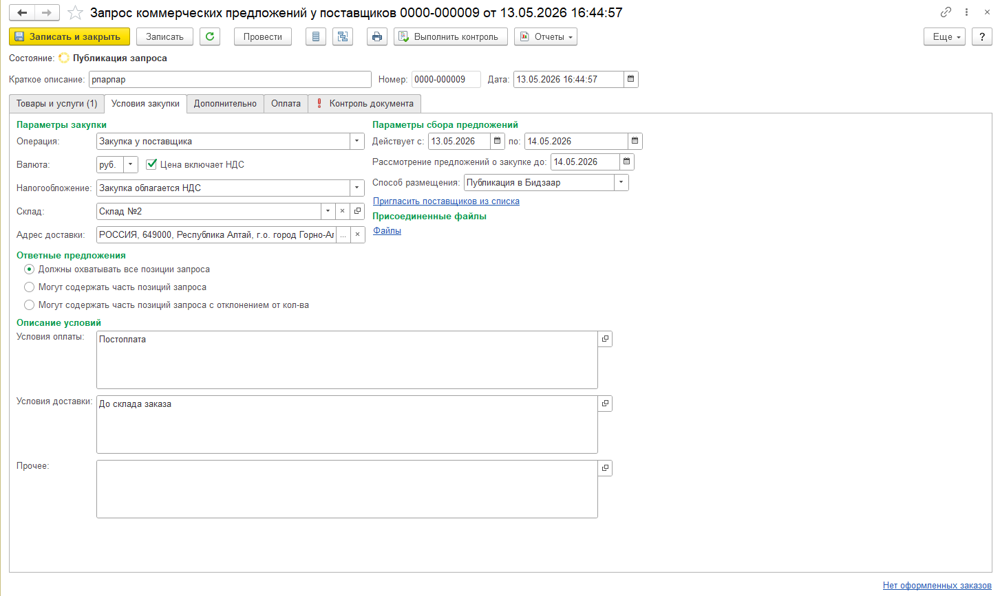 Запрос коммерческих предложений у поставщиков 0000-000009 от 13.05.2026 16:44:57
Записать и закрыть Записать Провести Выполнить контроль Отчеты Еще ?
Состояние: Публикация запроса
Краткое описание: рпарпар Номер: 0000-000009 Дата: 13.05.2026 16:44:57
Товары и услуги (1) Условия закупки Дополнительно Оплата Контроль документа
Параметры закупки
Операция: Закупка у поставщика
Валюта: руб. Цена включает НДС
Налогообложение: Закупка облагается НДС
Склад: Склад №2
Адрес доставки: РОССИЯ, 649000, Республика Алтай, г.о. город Горно-Ал ...
Параметры сбора предложений
Действует с: 13.05.2026 по: 14.05.2026
Рассмотрение предложений о закупке до: 14.05.2026
Способ размещения: Публикация в Бидзаар
Пригласить поставщиков из списка
Присоединенные файлы
Файлы
Ответные предложения
Должны охватывать все позиции запроса
Могут содержать часть позиций запроса
Могут содержать часть позиций запроса с отклонением от кол-ва
Описание условий
Условия оплаты: Постоплата
Условия доставки: До склада заказа
Прочее:
Нет оформленных заказов